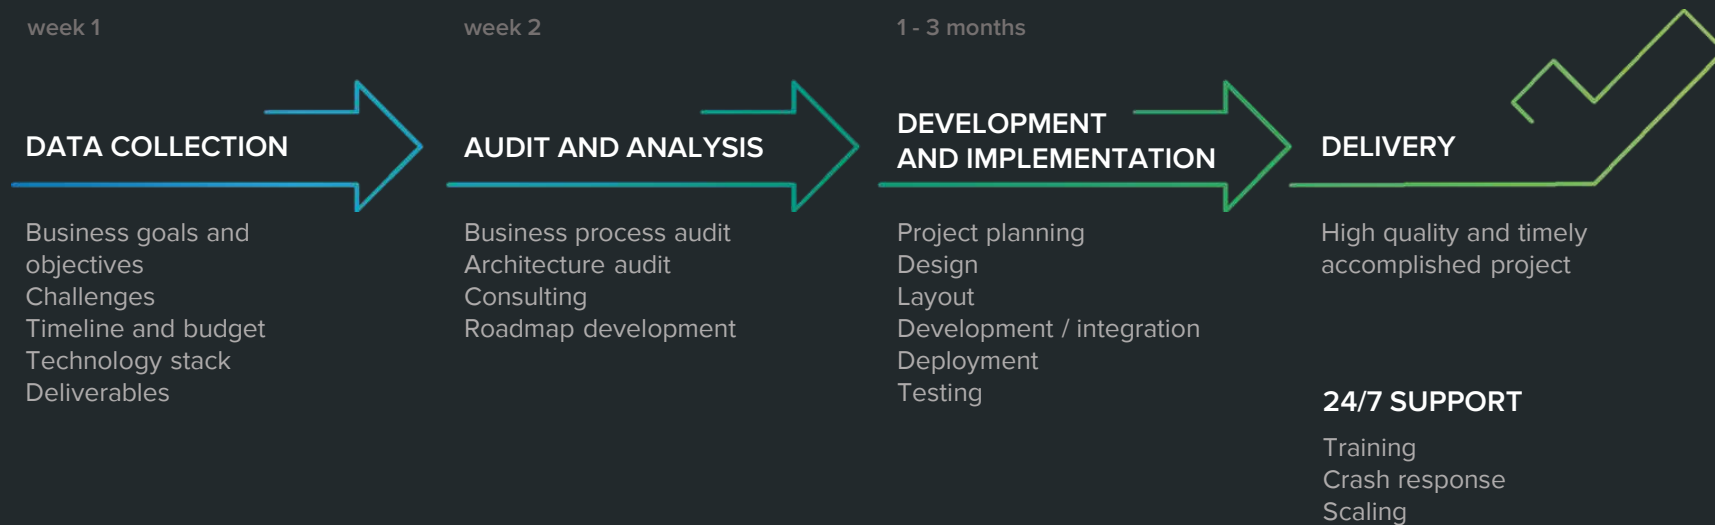 week 1
DATA COLLECTION
Business goals and
objectives
Challenges
Timeline and budget
Technology stack
Deliverables
week 2
AUDIT AND ANALYSIS
Business process audit
Architecture audit
Consulting
Roadmap development
1 - 3 months
DEVELOPMENT
AND IMPLEMENTATION
Project planning
Design
Layout
Development / integration
Deployment
Testing
DELIVERY
High quality and timely
accomplished project
24/7 SUPPORT
Training
Crash response
Scaling